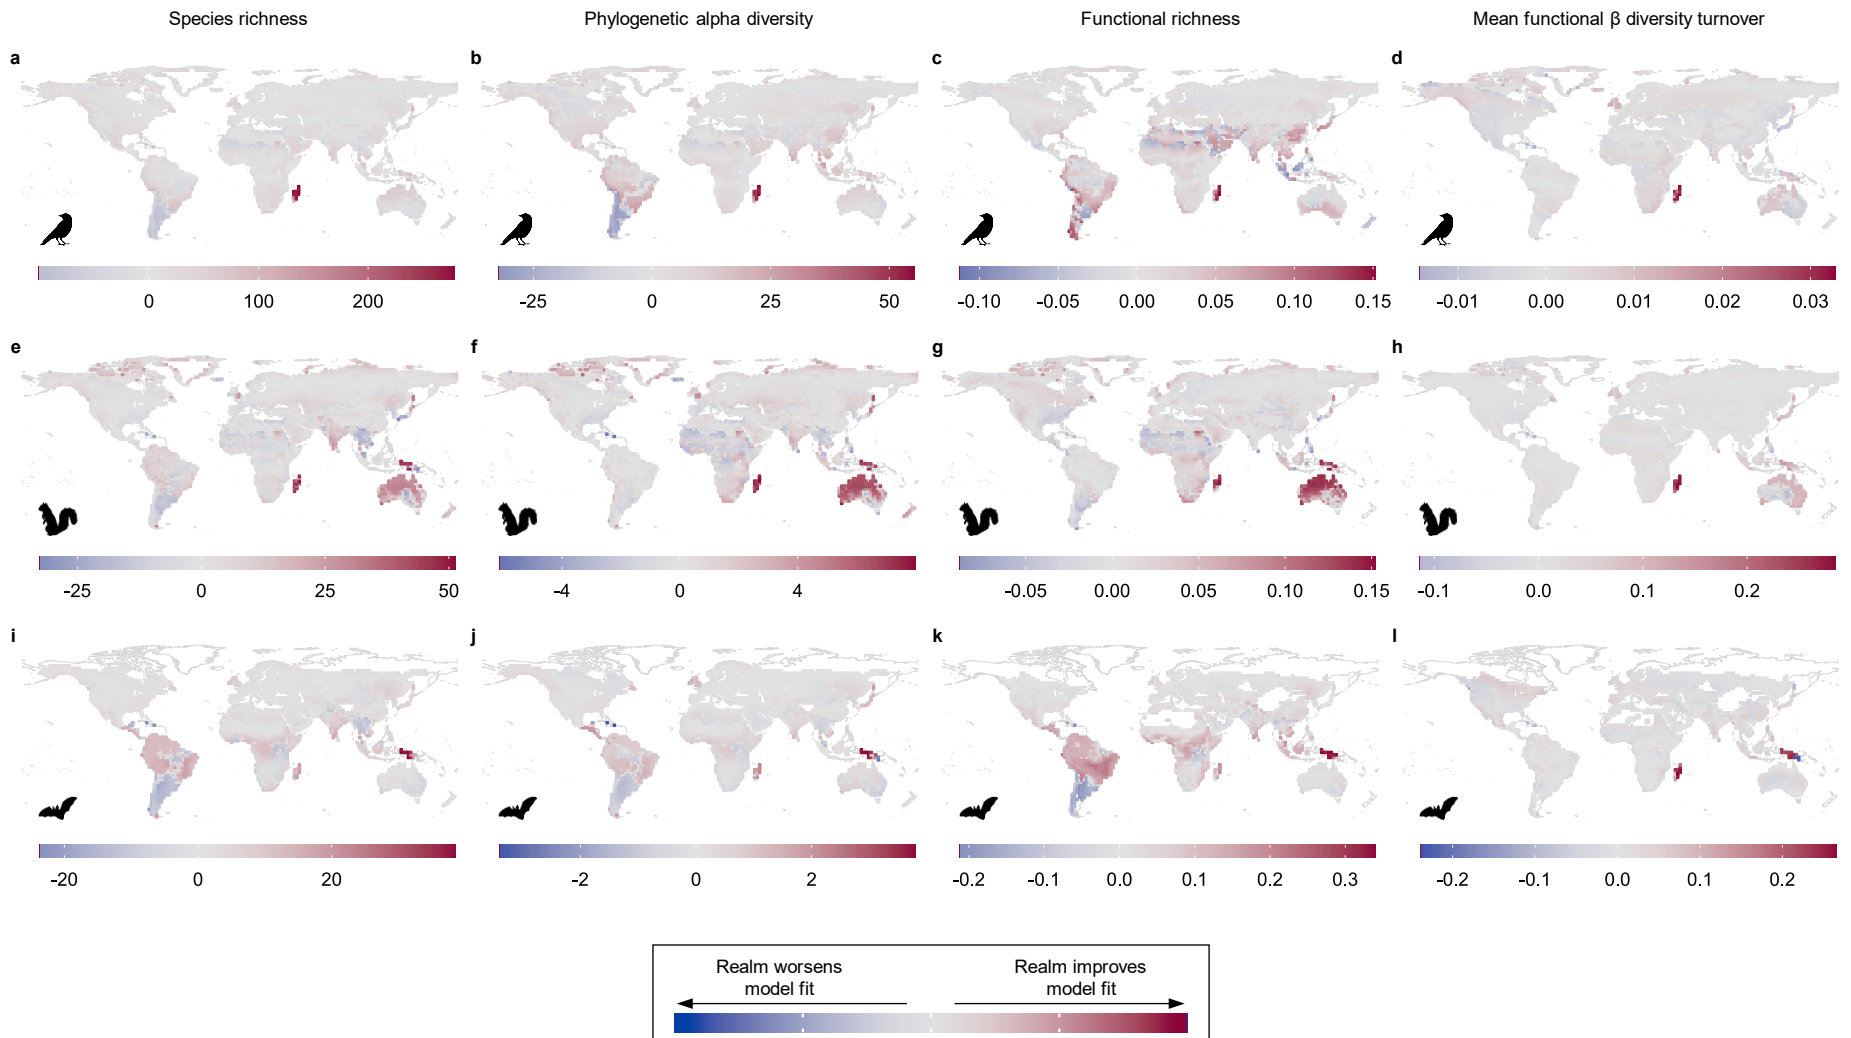 Species richness
Phylogenetic alpha diversity
Functional richness
Mean functional β diversity turnover
a
b
c
d
0 100 200
-25 0 25 50
-0.10 -0.05 0.00 0.05 0.10 0.15
-0.01 0.00 0.01 0.02 0.03
e
f
g
h
-25 0 25 50
-4 0 4
-0.05 0.00 0.05 0.10 0.15
-0.1 0.0 0.1 0.2
i
j
k
l
-20 0 20
-2 0 2
-0.2 -0.1 0.0 0.1 0.2 0.3
-0.2 -0.1 0.0 0.1 0.2
Realm worsens
model fit
Realm improves
model fit